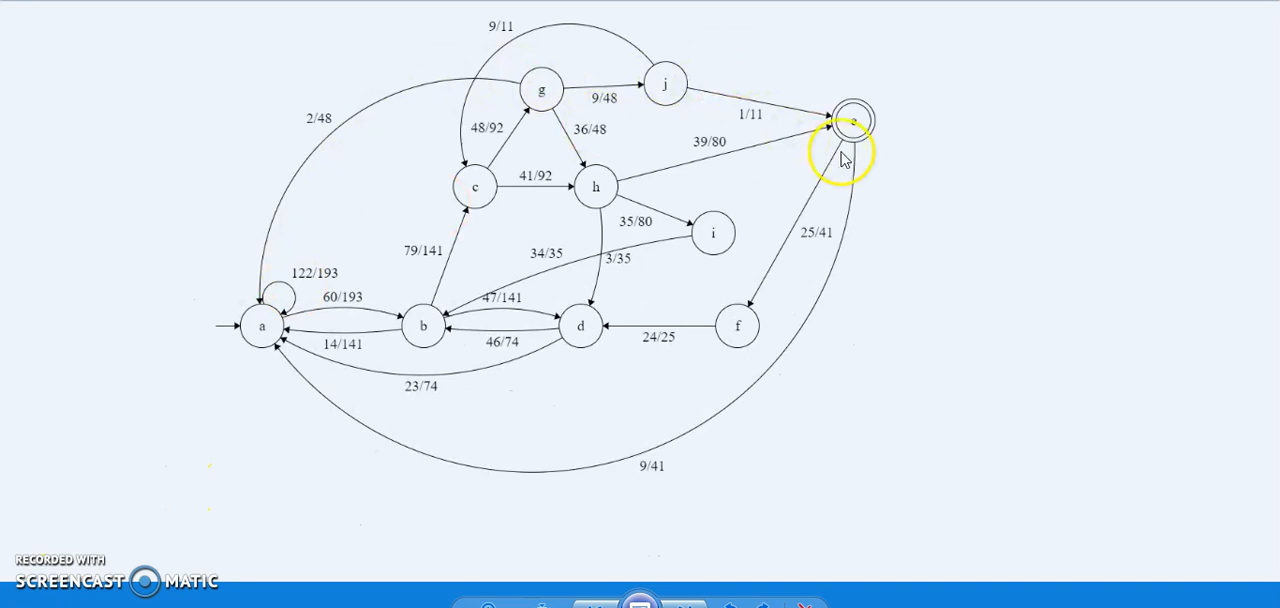 9/11
g
j
9/48
2/48
1/11
e
48/92
36/48
39/80
41/92
c
h
35/80
i
25/41
79/141
34/35
3/35
122/193
60/193
47/141
a
b
d
f
14/141
46/74
24/25
23/74
9/41
RECORDED WITH
SCREENCAST MATIC